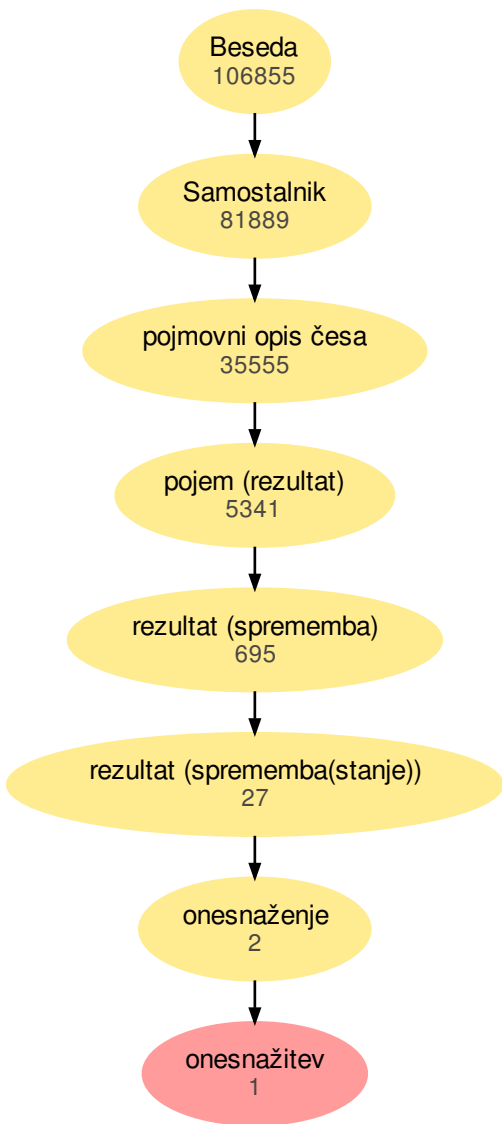 Beseda
106855
Samostalnik
81889
pojmovni opis česa
35555
pojem (rezultat)
5341
rezultat (sprememba)
695
rezultat (sprememba(stanje))
27
onesnaženje
2
onesnažitev
1